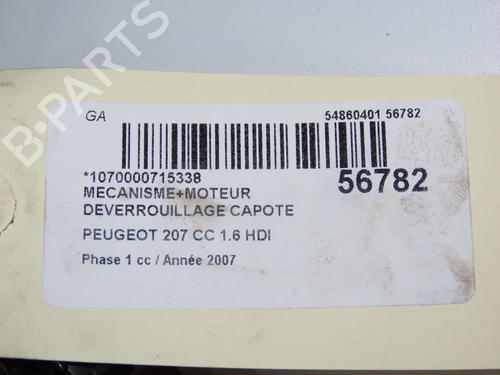 GA
54860401 56782
*1070000715338
56782
MECANISME+MOTEUR
DEVERROUILLAGE CAPOTE
PEUGEOT 207 CC 1.6 HDI
Phase 1 cc / Année 2007
B-PARTS